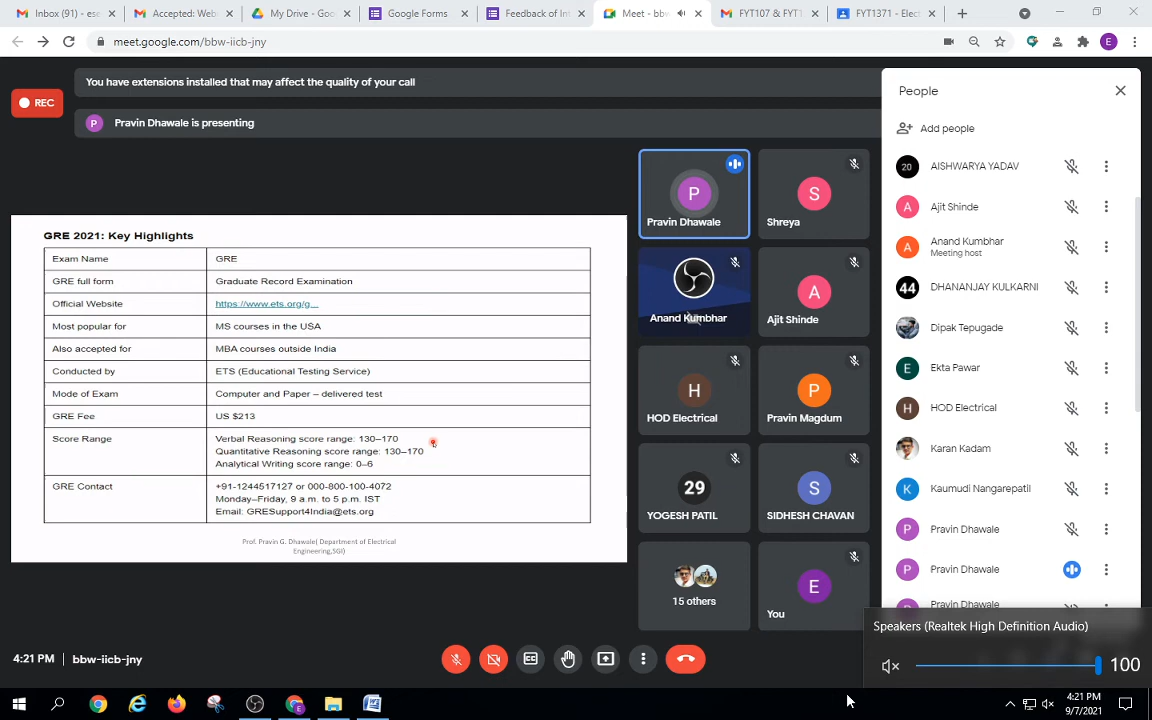 Inbox (91) - ese
Accepted: Web
My Drive - Goo
Google Forms
Feedback of Int
Meet - bbw
FYT107 & FYT1
FYT1371 - Elect
meet.google.com/bbw-iicb-jny
E
You have extensions installed that may affect the quality of your call
REC
P Pravin Dhawale is presenting
GRE 2021: Key Highlights
Exam Name GRE
GRE full form Graduate Record Examination
Official Website https://www.ets.org/g...
Most popular for MS courses in the USA
Also accepted for MBA courses outside India
Conducted by ETS (Educational Testing Service)
Mode of Exam Computer and Paper – delivered test
GRE Fee US $213
Score Range Verbal Reasoning score range: 130–170
Quantitative Reasoning score range: 130–170
Analytical Writing score range: 0–6
GRE Contact +91-1244517127 or 000-800-100-4072
Monday–Friday, 9 a.m. to 5 p.m. IST
Email: GRESupport4India@ets.org
Prof. Pravin G. Dhawale( Department of Electrical
Engineering,SGI)
P
Pravin Dhawale
S
Shreya
Anand Kumbhar
A
Ajit Shinde
H
HOD Electrical
P
Pravin Magdum
29
YOGESH PATIL
S
SIDHESH CHAVAN
15 others
E
You
People
Add people
20 AISHWARYA YADAV
A Ajit Shinde
A Anand Kumbhar
Meeting host
44 DHANANJAY KULKARNI
Dipak Tepugade
E Ekta Pawar
H HOD Electrical
Karan Kadam
K Kaumudi Nangarepatil
P Pravin Dhawale
P Pravin Dhawale
Pravin Dhawale
Speakers (Realtek High Definition Audio)
100
4:21 PM | bbw-iicb-jny
4:21 PM
9/7/2021